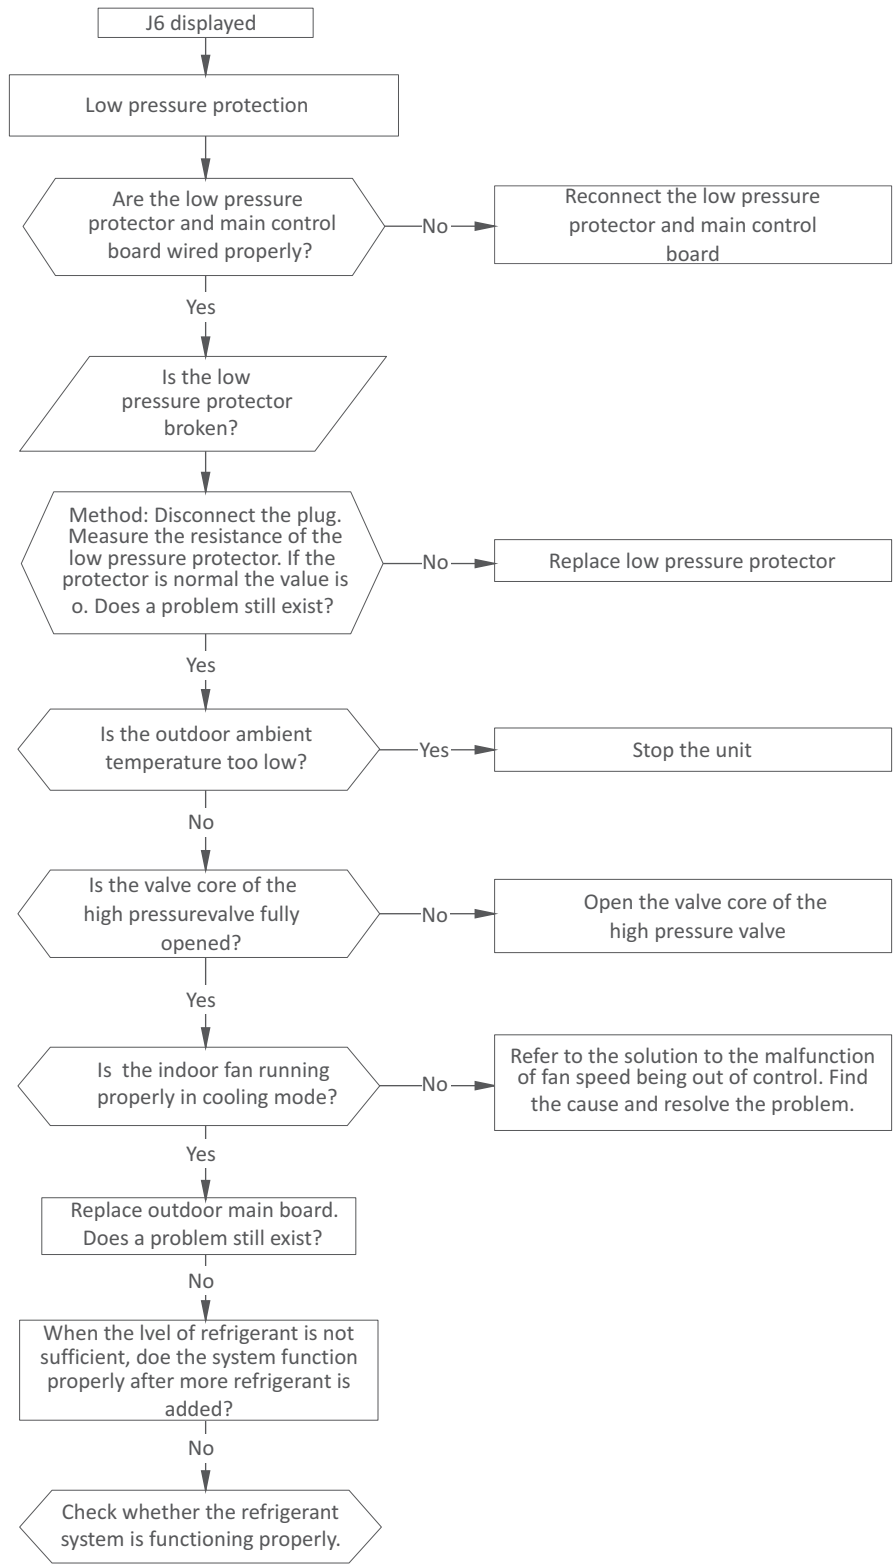 J6 displayed
Low pressure protection
Are the low pressure
protector and main control
board wired properly?
No
Reconnect the low pressure
protector and main control
board
Yes
Is the low
pressure protector
broken?
Method: Disconnect the plug.
Measure the resistance of the
low pressure protector. If the
protector is normal the value is
o. Does a problem still exist?
No
Replace low pressure protector
Yes
Is the outdoor ambient
temperature too low?
Yes
Stop the unit
No
Is the valve core of the
high pressurevalve fully
opened?
No
Open the valve core of the
high pressure valve
Yes
Is the indoor fan running
properly in cooling mode?
No
Refer to the solution to the malfunction
of fan speed being out of control. Find
the cause and resolve the problem.
Yes
Replace outdoor main board.
Does a problem still exist?
No
When the lvel of refrigerant is not
sufficient, doe the system function
properly after more refrigerant is
added?
No
Check whether the refrigerant
system is functioning properly.